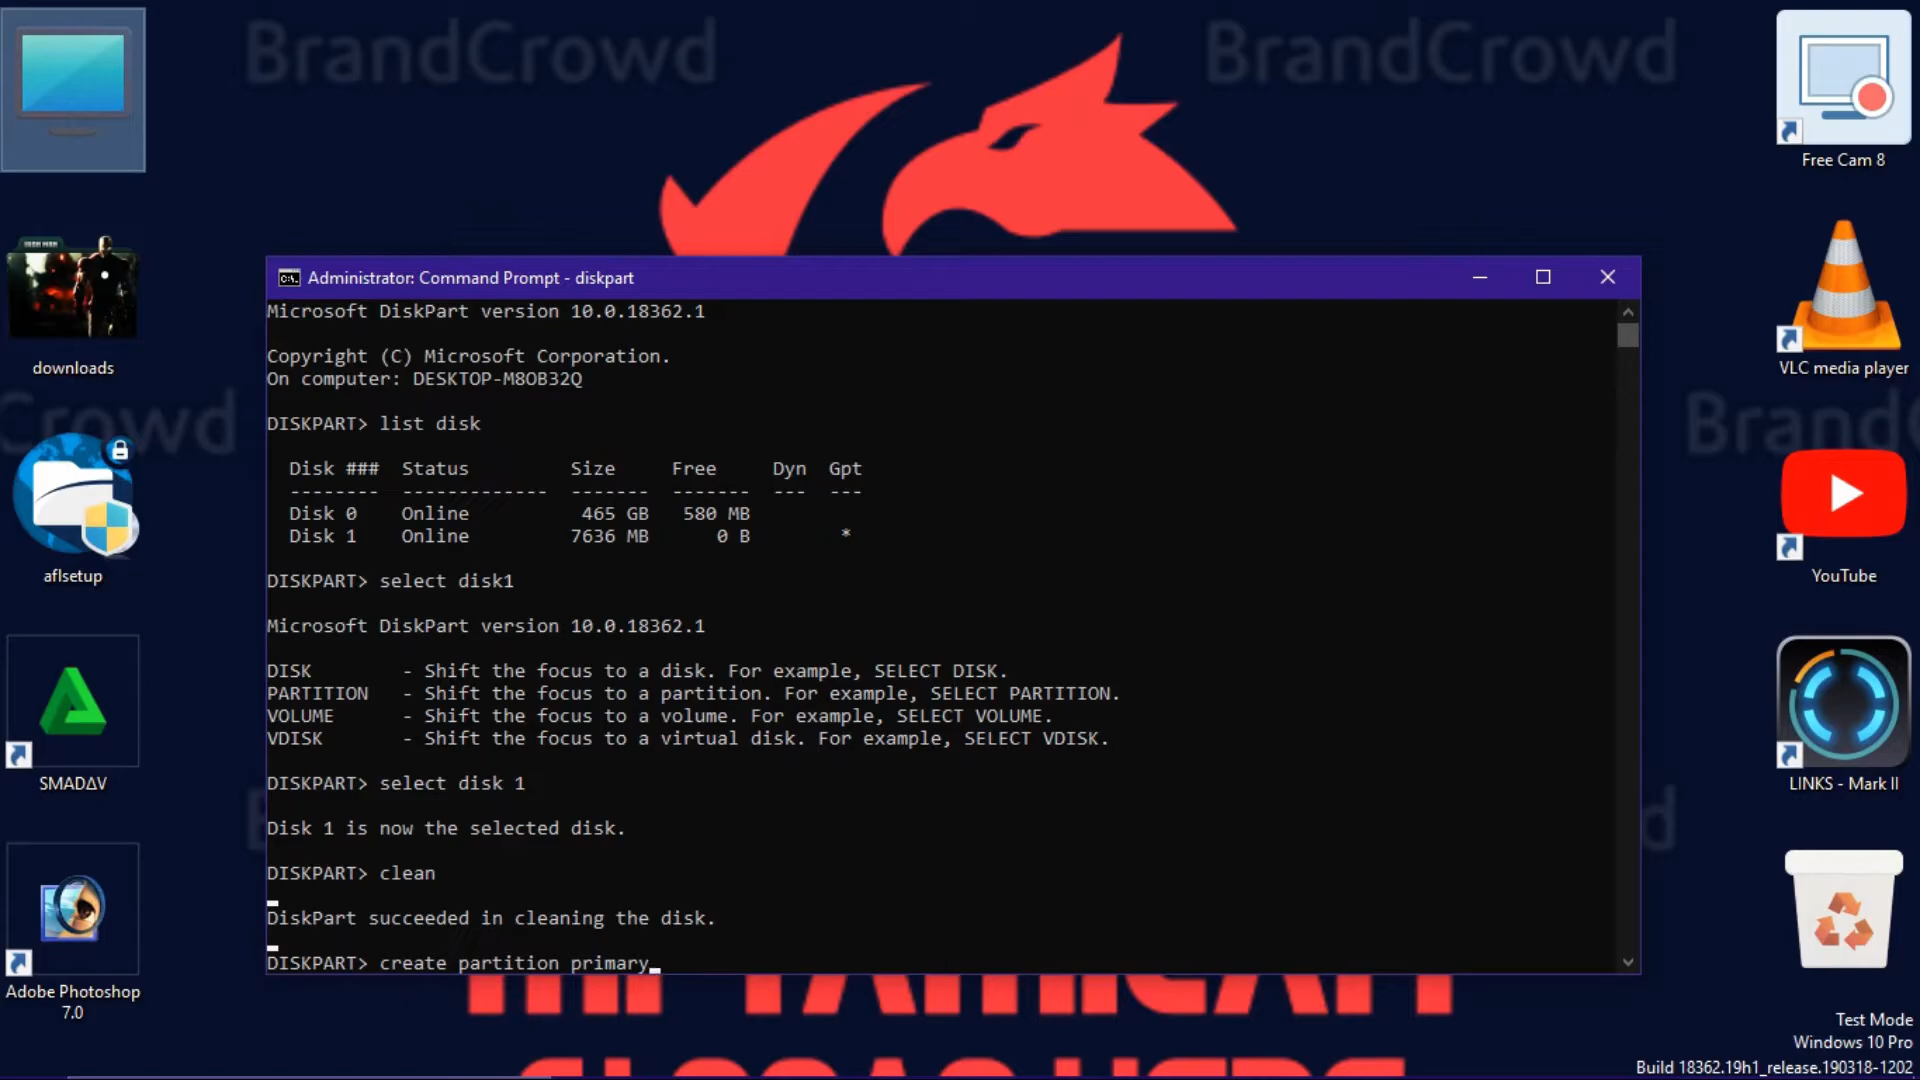 BrandCrowd BrandCrowd
Free Cam 8
IRON MAN
downloads
VLC media player
Crowd
Brand
aflsetup
YouTube
SMADΔV
LINKS - Mark II
Adobe Photoshop
7.0
Administrator: Command Prompt - diskpart
Microsoft DiskPart version 10.0.18362.1
Copyright (C) Microsoft Corporation.
On computer: DESKTOP-M8OB32Q
DISKPART> list disk
Disk ### Status Size Free Dyn Gpt
-------- ------------- ------- ------- --- ---
Disk 0 Online 465 GB 580 MB
Disk 1 Online 7636 MB 0 B *
DISKPART> select disk1
Microsoft DiskPart version 10.0.18362.1
DISK - Shift the focus to a disk. For example, SELECT DISK.
PARTITION - Shift the focus to a partition. For example, SELECT PARTITION.
VOLUME - Shift the focus to a volume. For example, SELECT VOLUME.
VDISK - Shift the focus to a virtual disk. For example, SELECT VDISK.
DISKPART> select disk 1
Disk 1 is now the selected disk.
DISKPART> clean
DiskPart succeeded in cleaning the disk.
DISKPART> create partition primary
Test Mode
Windows 10 Pro
Build 18362.19h1_release.190318-1202